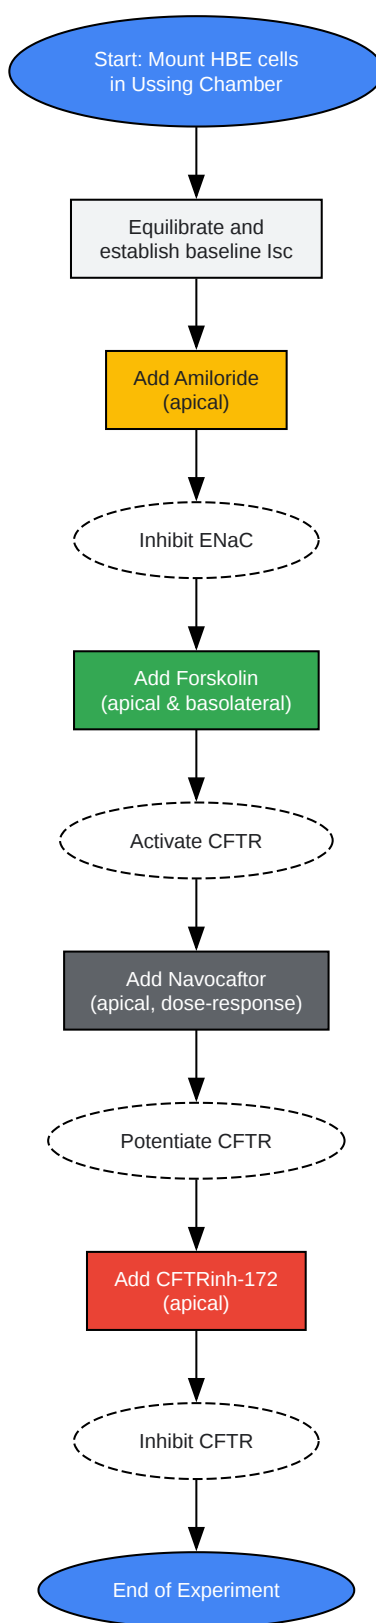 Start: Mount HBE cells
in Ussing Chamber
Equilibrate and
establish baseline Isc
Add Amiloride
(apical)
Inhibit ENaC
Add Forskolin
(apical & basolateral)
Activate CFTR
Add Navocaftor
(apical, dose-response)
Potentiate CFTR
Add CFTRinh-172
(apical)
Inhibit CFTR
End of Experiment